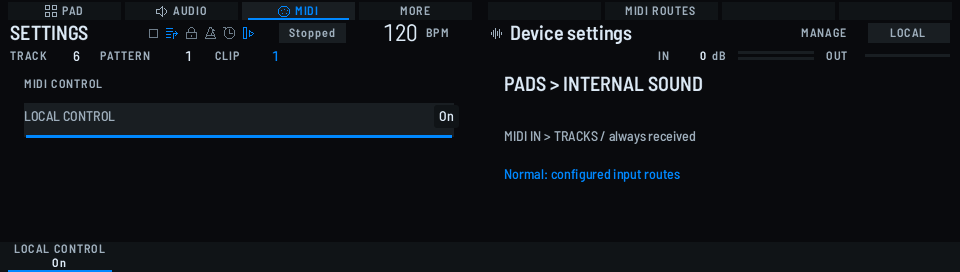 PAD AUDIO MIDI MORE MIDI ROUTES
SETTINGS Stopped 120 BPM Device settings MANAGE LOCAL
TRACK 6 PATTERN 1 CLIP 1 IN 0 dB OUT
MIDI CONTROL
PADS > INTERNAL SOUND
LOCAL CONTROL On
MIDI IN > TRACKS / always received
Normal: configured input routes
LOCAL CONTROL
On